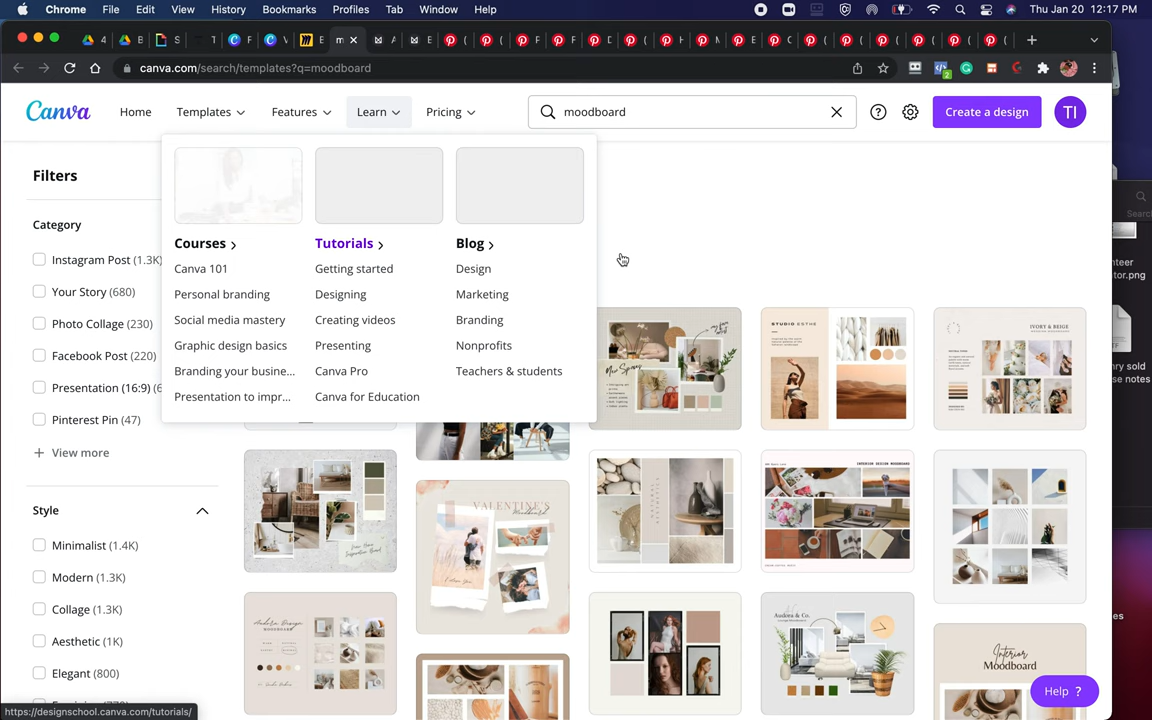 Chrome File Edit View History Bookmarks Profiles Tab Window Help
Thu Jan 20 12:17 PM
canva.com/search/templates?q=moodboard
Canva Home Templates Features Learn Pricing
moodboard
Create a design
TI
Filters
Category
Instagram Post (1.3K)
Your Story (680)
Photo Collage (230)
Facebook Post (220)
Presentation (16:9)
Pinterest Pin (47)
+ View more
Style
Minimalist (1.4K)
Modern (1.3K)
Collage (1.3K)
Aesthetic (1K)
Elegant (800)
Courses >
Canva 101
Personal branding
Social media mastery
Graphic design basics
Branding your busine...
Presentation to impr...
Tutorials >
Getting started
Designing
Creating videos
Presenting
Canva Pro
Canva for Education
Blog >
Design
Marketing
Branding
Nonprofits
Teachers & students
STUDIO ESTHE
IVORY & BEIGE
VALENTINE'S
Moodboard
INTERIOR DESIGN MOODBOARD
Interior
Moodboard
Help ?
https://designschool.canva.com/tutorials/